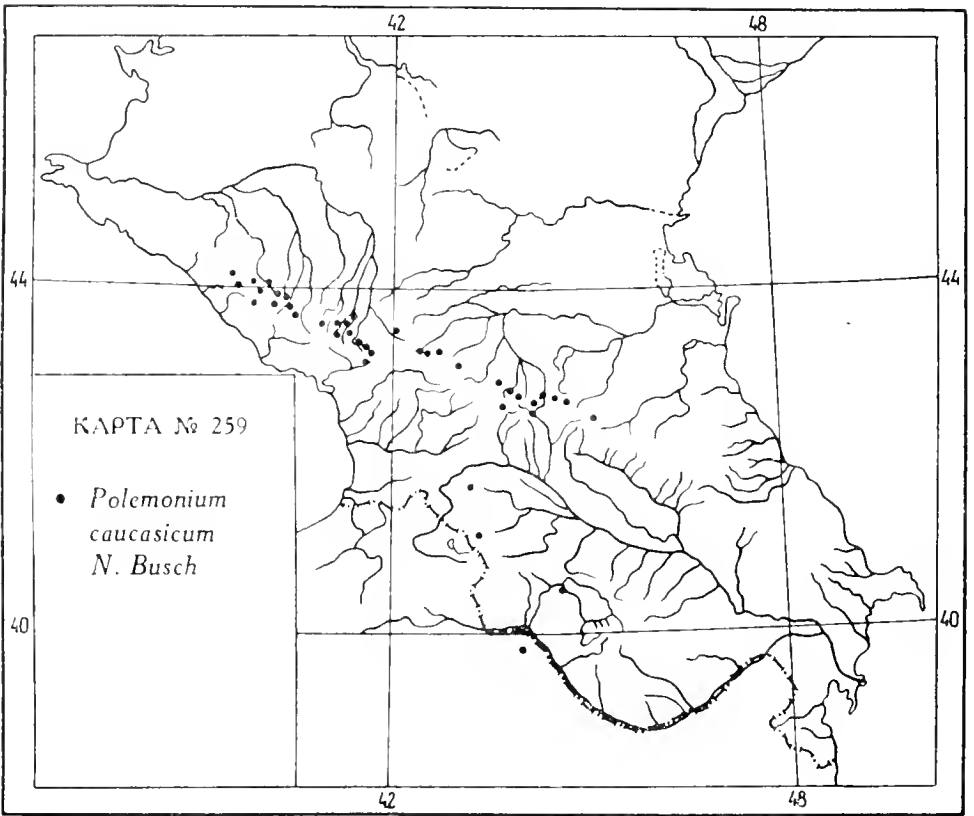 42 48
44 44
КАРТА № 259
Polemonium
caucasicum
N. Busch
40 40
42 48